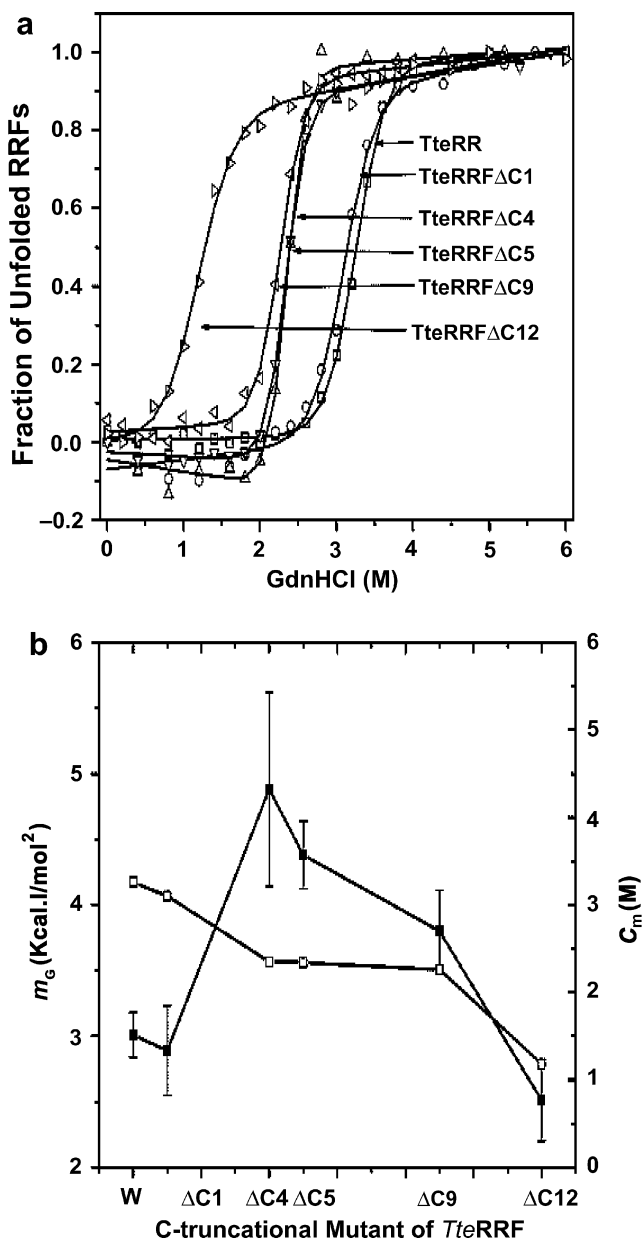 a
1.0
0.8
0.6
0.4
0.2
0.0
–0.2
Fraction of Unfolded RRFs
TteRR
TteRRFΔC1
TteRRFΔC4
TteRRFΔC5
TteRRFΔC9
TteRRFΔC12
0 1 2 3 4 5 6
GdnHCl (M)
b
6
5
4
3
2
m_G (Kcal.l/mol²)
6
5
4
3
2
1
0
C_m (M)
W ΔC1 ΔC4 ΔC5 ΔC9 ΔC12
C-truncational Mutant of TteRRF